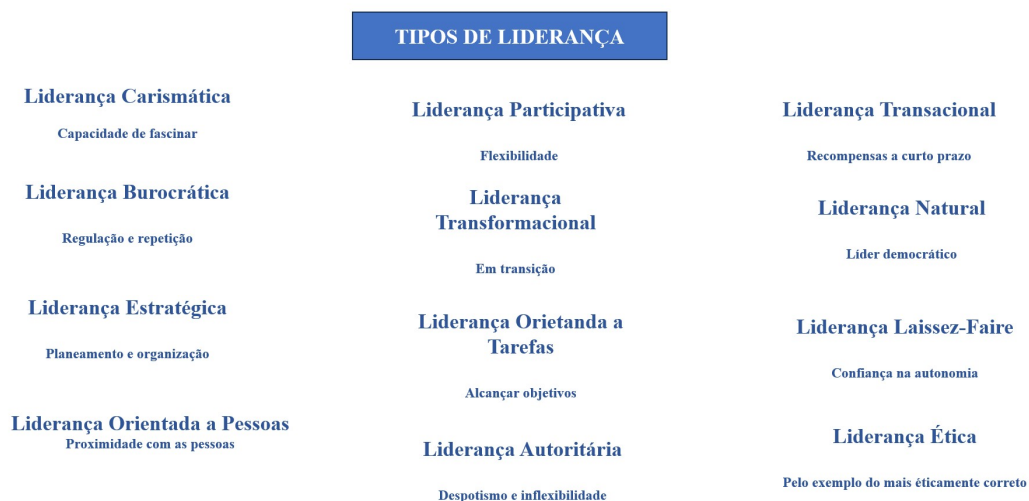 TIPOS DE LIDERANÇA
Liderança Carismática
Capacidade de fascinar
Liderança Burocrática
Regulação e repetição
Liderança Estratégica
Planeamento e organização
Liderança Orientada a Pessoas
Proximidade com as pessoas
Liderança Participativa
Flexibilidade
Liderança
Transformacional
Em transição
Liderança Orietanda a
Tarefas
Alcançar objetivos
Liderança Autoritária
Despotismo e inflexibilidade
Liderança Transacional
Recompensas a curto prazo
Liderança Natural
Líder democrático
Liderança Laissez-Faire
Confiança na autonomia
Liderança Ética
Pelo exemplo do mais éticamente correto